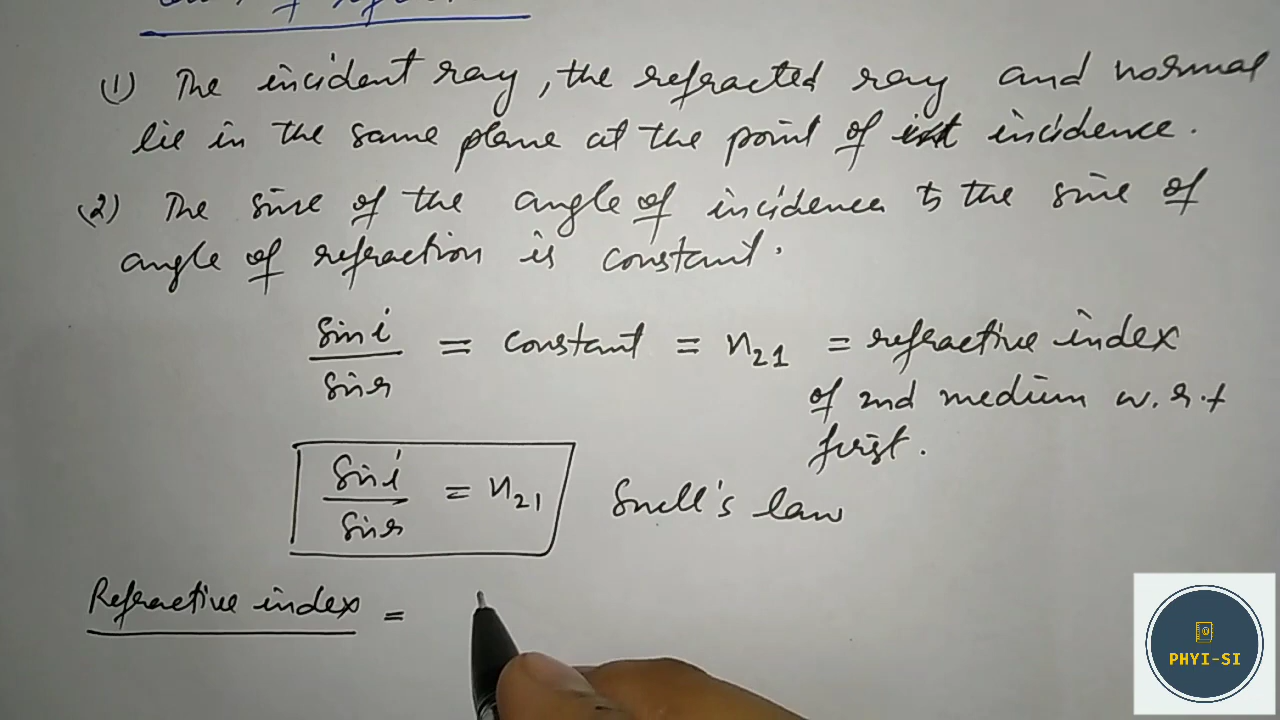 (1) The incident ray, the refracted ray and normal
lie in the same plane at the point of incidence.
(2) The sine of the angle of incidence to the sine of
angle of refraction is constant.
sin i / sin r = constant = n21 = refractive index
of 2nd medium w.r.t
first.
sin i / sin r = n21 Snell's law
Refractive index =
PHYI-SI